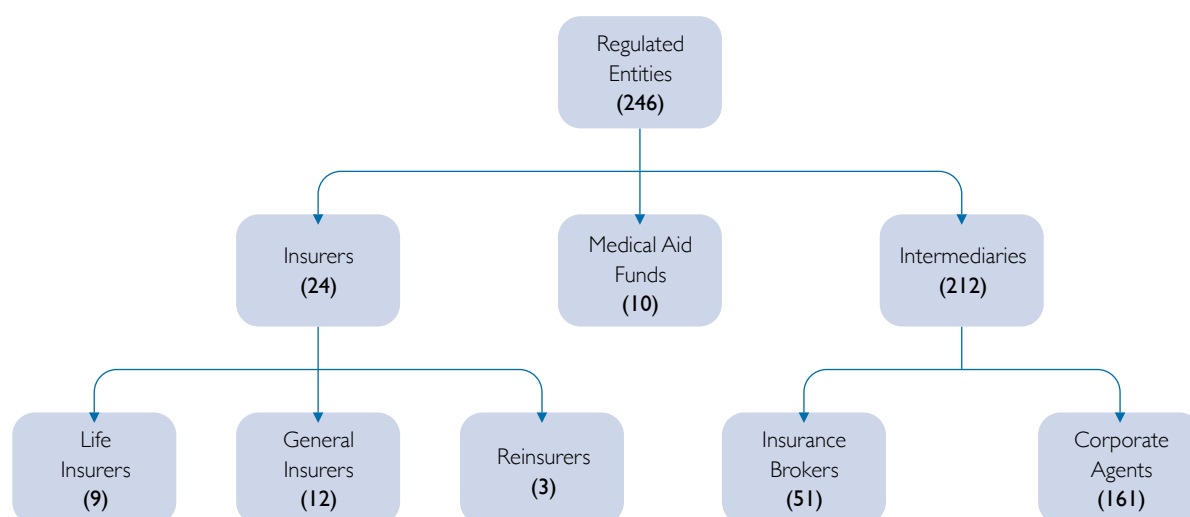 Regulated
Entities
(246)
Insurers
(24)
Medical Aid
Funds
(10)
Intermediaries
(212)
Life
Insurers
(9)
General
Insurers
(12)
Reinsurers
(3)
Insurance
Brokers
(51)
Corporate
Agents
(161)